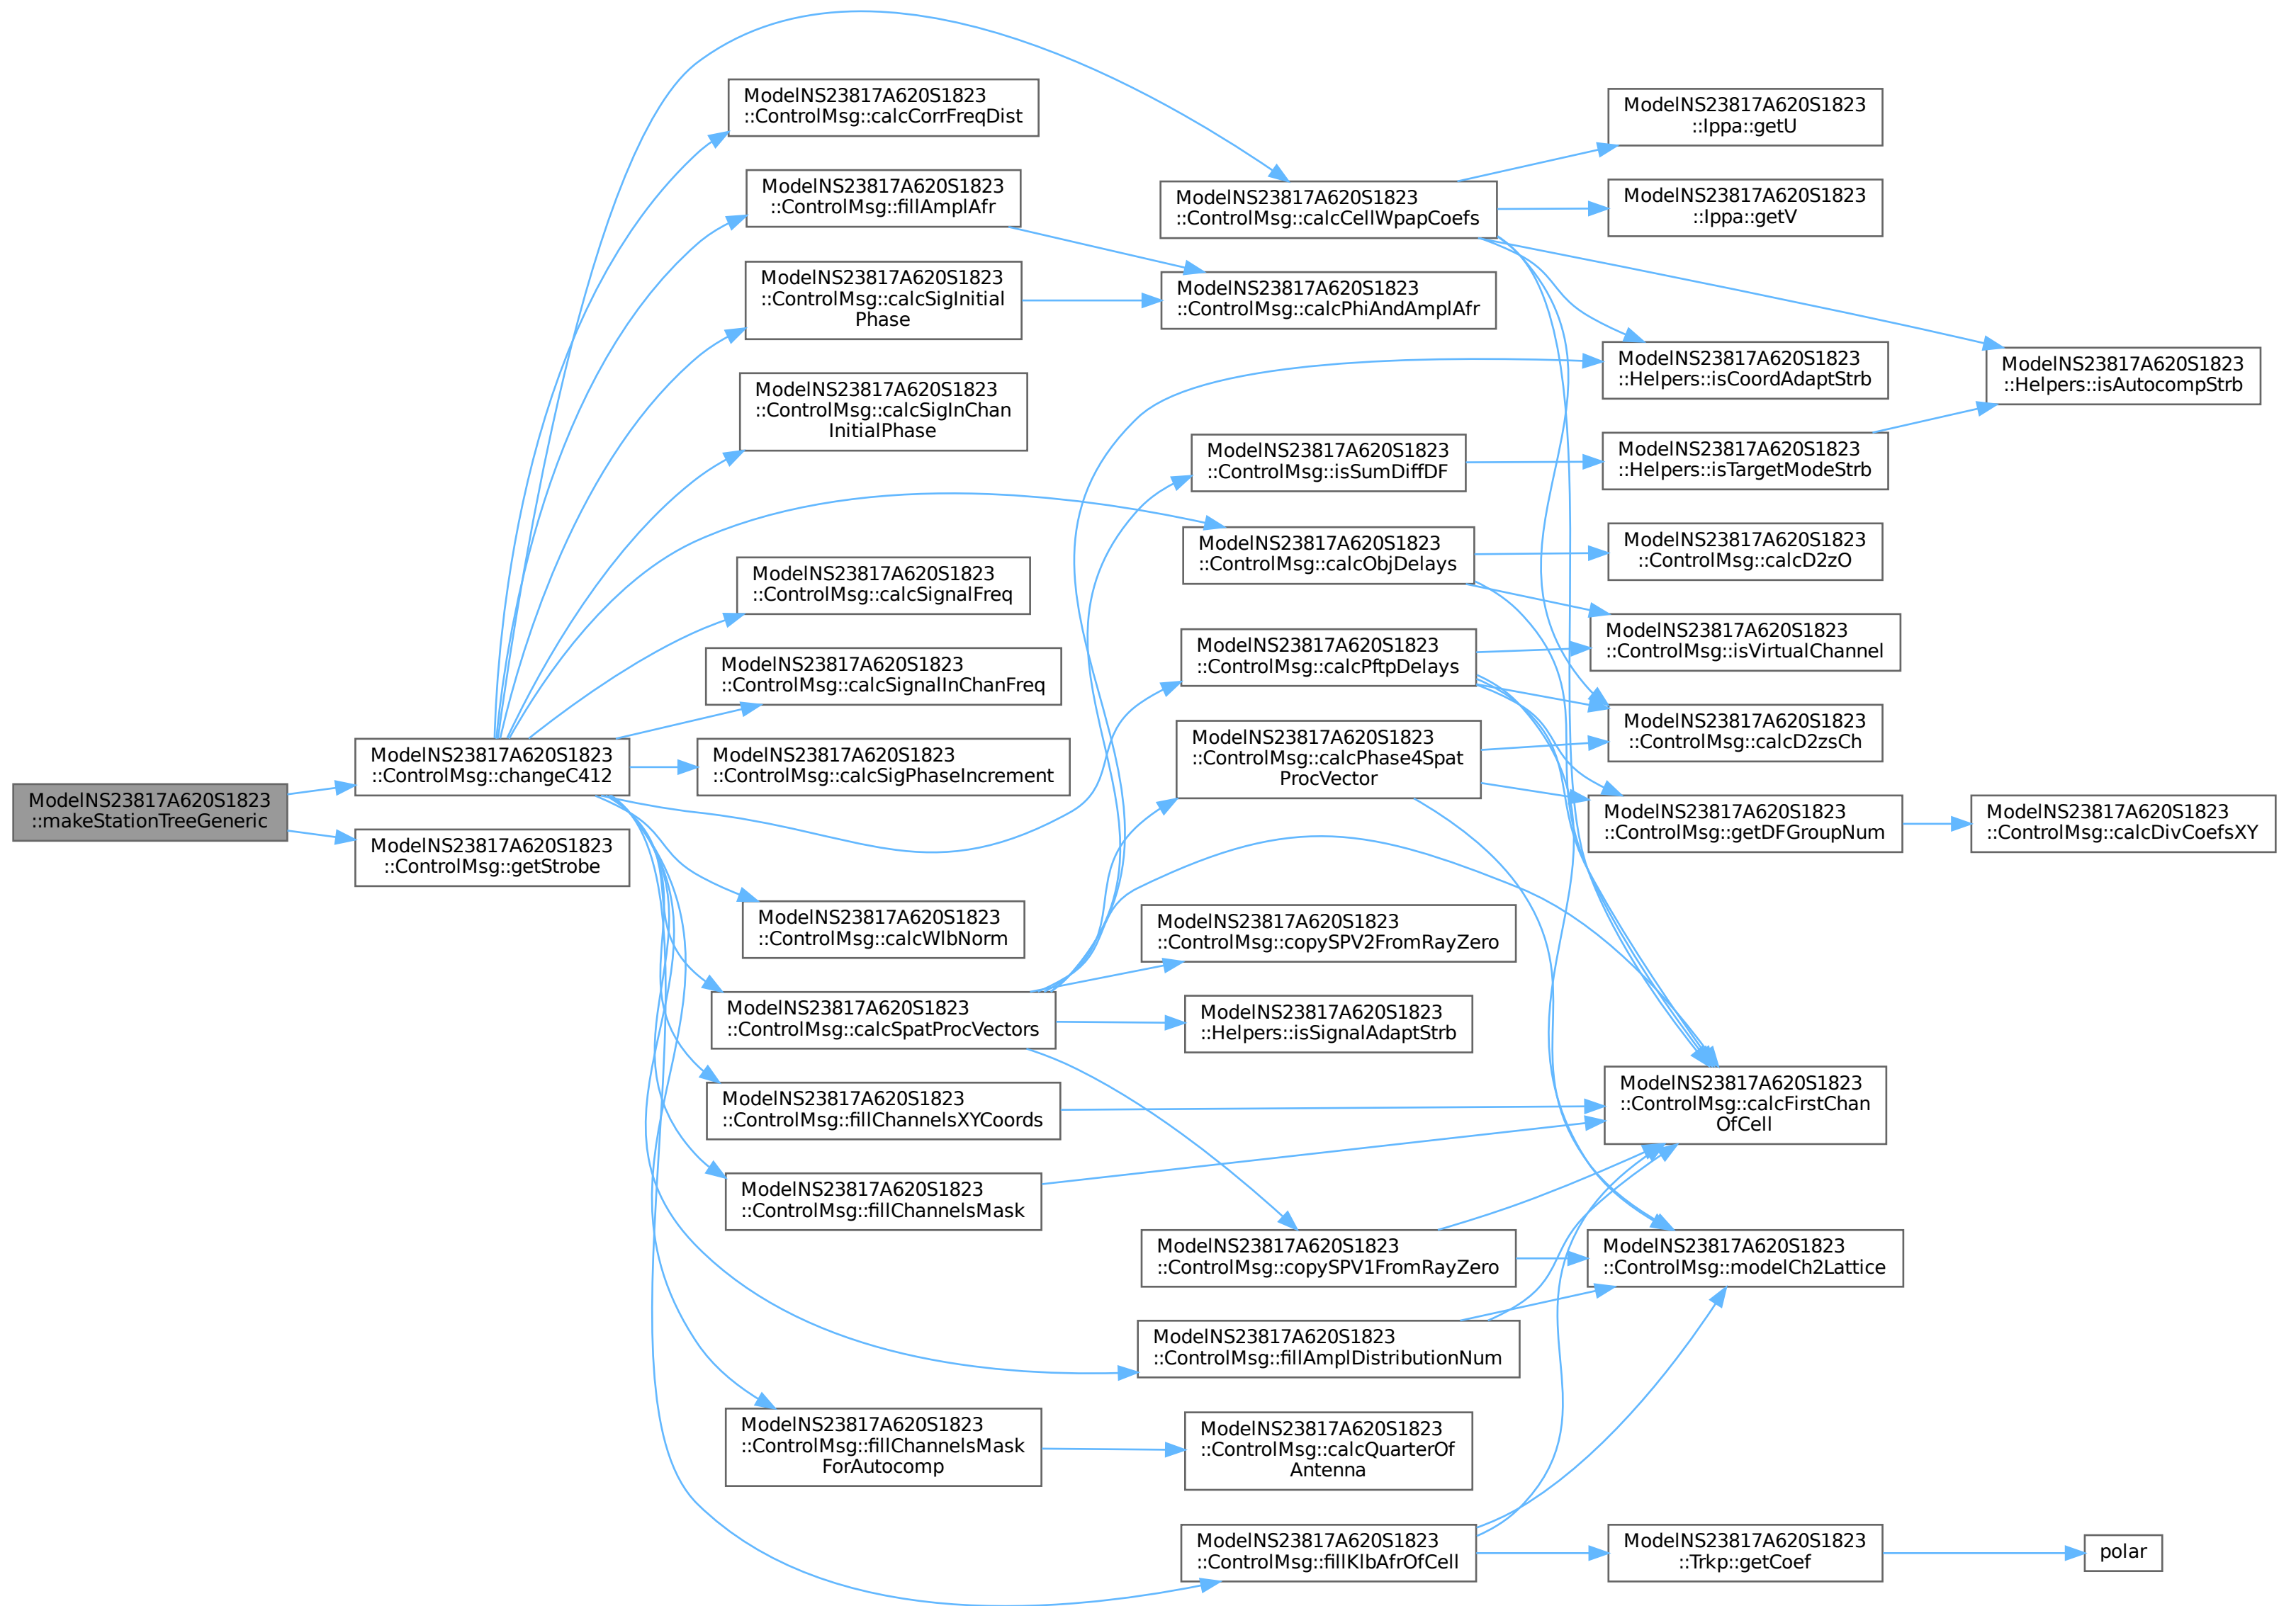 ModelNS23817A620S1823
::makeStationTreeGeneric
ModelNS23817A620S1823
::ControlMsg::changeC412
ModelNS23817A620S1823
::ControlMsg::getStrobe
ModelNS23817A620S1823
::ControlMsg::calcCorrFreqDist
ModelNS23817A620S1823
::ControlMsg::fillAmplAfr
ModelNS23817A620S1823
::ControlMsg::calcSigInitial
Phase
ModelNS23817A620S1823
::ControlMsg::calcSigInChan
InitialPhase
ModelNS23817A620S1823
::ControlMsg::calcSignalFreq
ModelNS23817A620S1823
::ControlMsg::calcSignalInChanFreq
ModelNS23817A620S1823
::ControlMsg::calcSigPhaseIncrement
ModelNS23817A620S1823
::ControlMsg::calcWlbNorm
ModelNS23817A620S1823
::ControlMsg::calcSpatProcVectors
ModelNS23817A620S1823
::ControlMsg::fillChannelsXYCoords
ModelNS23817A620S1823
::ControlMsg::fillChannelsMask
ModelNS23817A620S1823
::ControlMsg::fillChannelsMask
ForAutocomp
ModelNS23817A620S1823
::ControlMsg::calcCellWpapCoefs
ModelNS23817A620S1823
::ControlMsg::calcPhiAndAmplAfr
ModelNS23817A620S1823
::ControlMsg::isSumDiffDF
ModelNS23817A620S1823
::ControlMsg::calcObjDelays
ModelNS23817A620S1823
::ControlMsg::calcPftpDelays
ModelNS23817A620S1823
::ControlMsg::calcPhase4Spat
ProcVector
ModelNS23817A620S1823
::ControlMsg::copySPV2FromRayZero
ModelNS23817A620S1823
::Helpers::isSignalAdaptStrb
ModelNS23817A620S1823
::ControlMsg::copySPV1FromRayZero
ModelNS23817A620S1823
::ControlMsg::fillAmplDistributionNum
ModelNS23817A620S1823
::ControlMsg::calcQuarterOf
Antenna
ModelNS23817A620S1823
::ControlMsg::fillKlbAfrOfCell
ModelNS23817A620S1823
::Ippa::getU
ModelNS23817A620S1823
::Ippa::getV
ModelNS23817A620S1823
::Helpers::isCoordAdaptStrb
ModelNS23817A620S1823
::Helpers::isTargetModeStrb
ModelNS23817A620S1823
::ControlMsg::calcD2zO
ModelNS23817A620S1823
::ControlMsg::isVirtualChannel
ModelNS23817A620S1823
::ControlMsg::calcD2zsCh
ModelNS23817A620S1823
::ControlMsg::getDFGroupNum
ModelNS23817A620S1823
::ControlMsg::calcFirstChan
OfCell
ModelNS23817A620S1823
::ControlMsg::modelCh2Lattice
ModelNS23817A620S1823
::Trkp::getCoef
ModelNS23817A620S1823
::Helpers::isAutocompStrb
ModelNS23817A620S1823
::ControlMsg::calcDivCoefsXY
polar